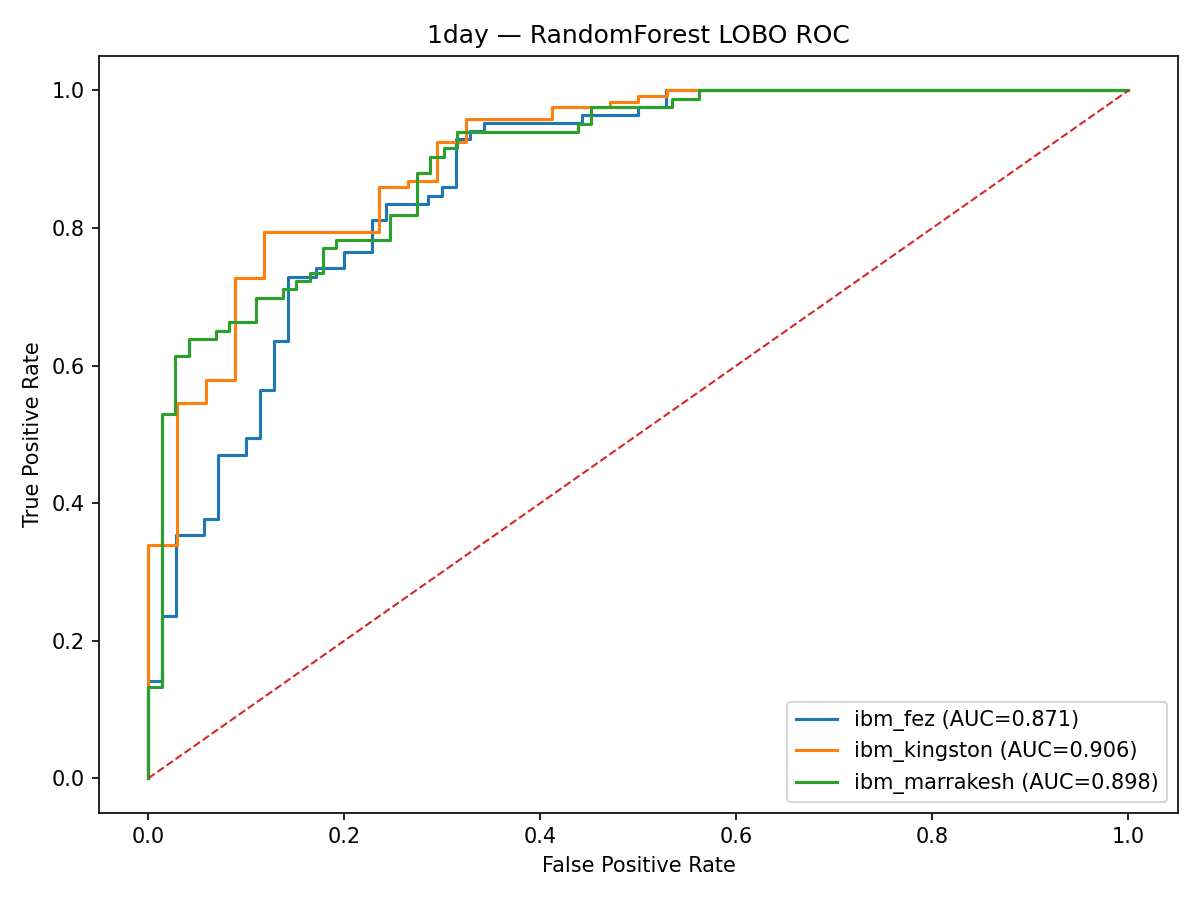 1day — RandomForest LOBO ROC
True Positive Rate
1.0
0.8
0.6
0.4
0.2
0.0
ibm_fez (AUC=0.871)
ibm_kingston (AUC=0.906)
ibm_marrakesh (AUC=0.898)
0.0 0.2 0.4 0.6 0.8 1.0
False Positive Rate